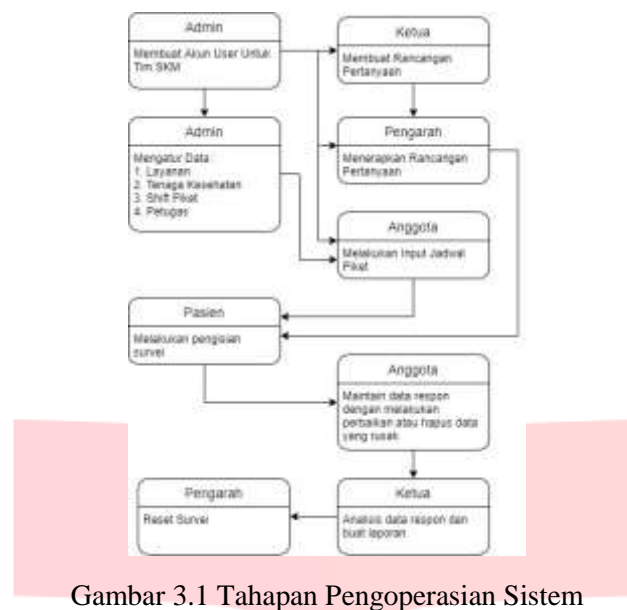 Admin
Membuat Akun User Untuk
Tim SKM
Ketua
Membuat Rancangan
Pertanyaan
Admin
Mengatur Data
1. Layanan
2. Tenaga Kesehatan
3. Shift Piket
4. Petugas
Pengarah
Menerapkan Rancangan
Pertanyaan
Anggota
Melakukan Input Jadwal
Piket
Pasien
Melakukan pengisian
survei
Anggota
Maintain data respon
dengan melakukan
perbaikan atau hapus data
yang rusak
Pengarah
Reset Survei
Ketua
Analisis data respon dan
buat laporan
Gambar 3.1 Tahapan Pengoperasian Sistem